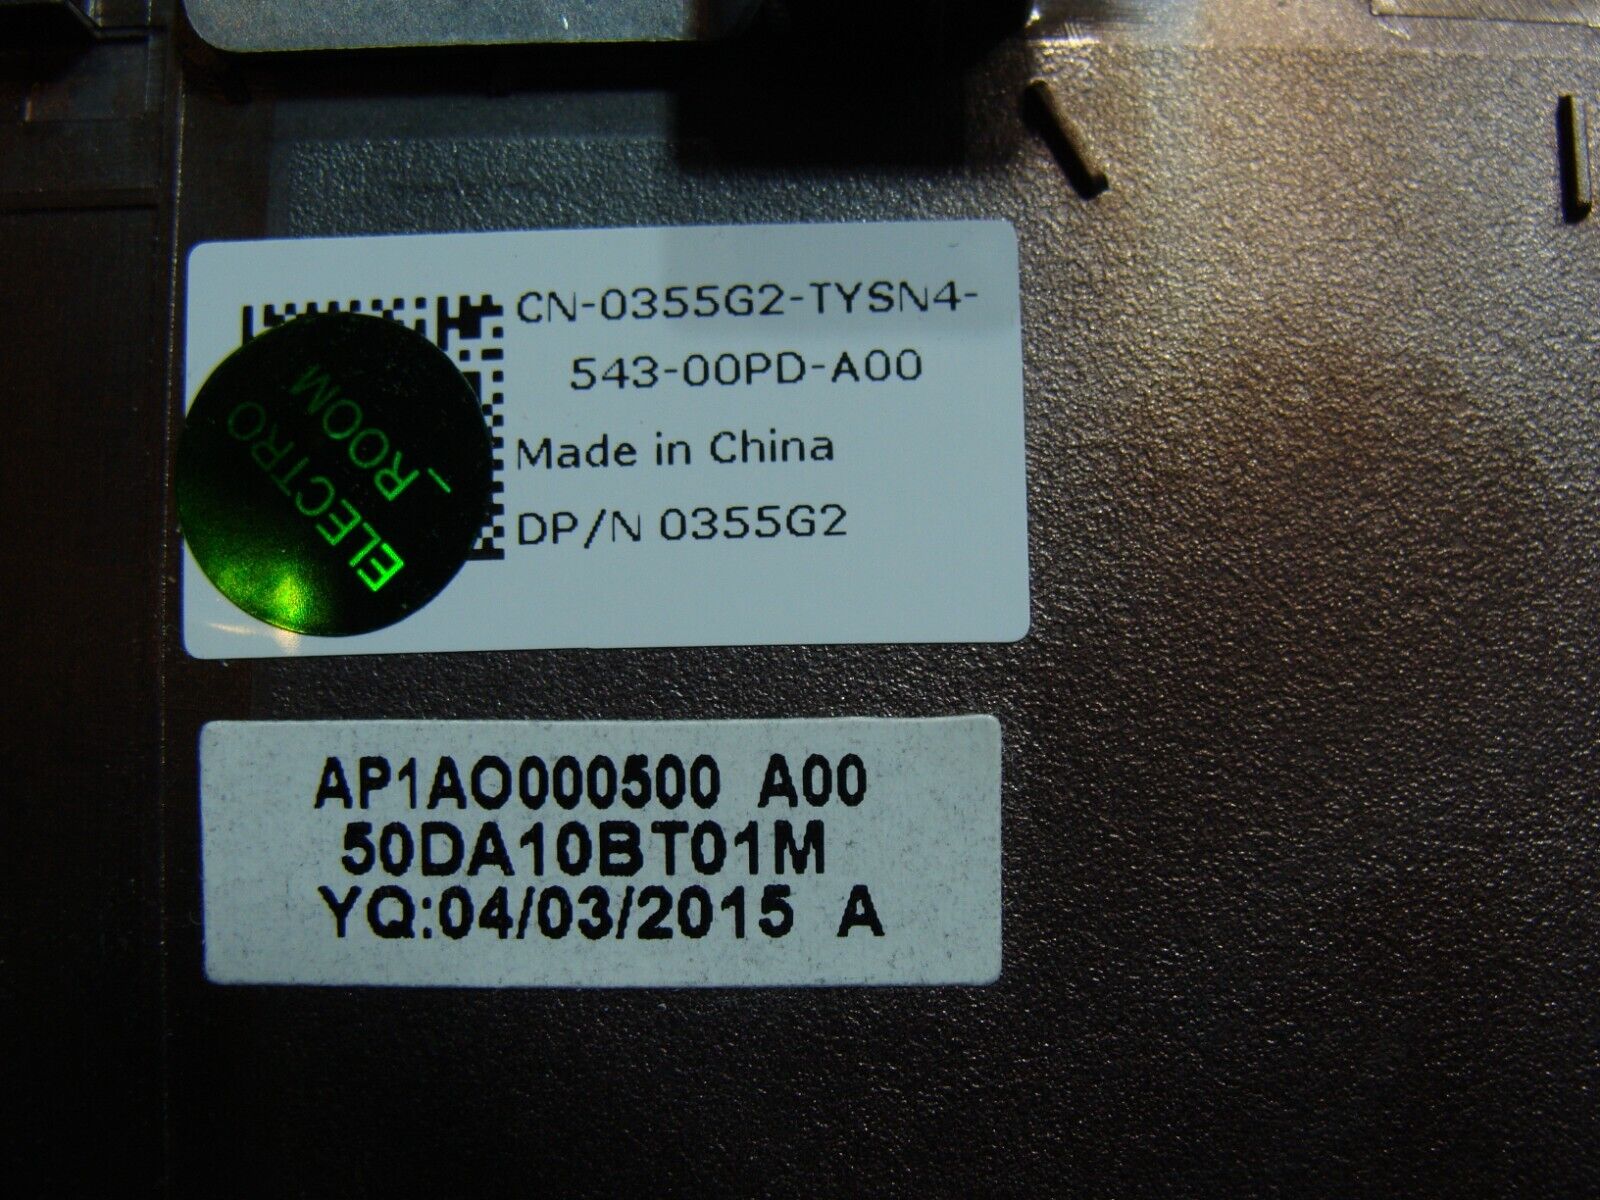 CN-0355G2-TYSN4-
543-00PD-A00
Made in China
DP/N 0355G2
ELECTRO
_ROOM
AP1AO000500 A00
50DA10BT01M
YQ:04/03/2015 A